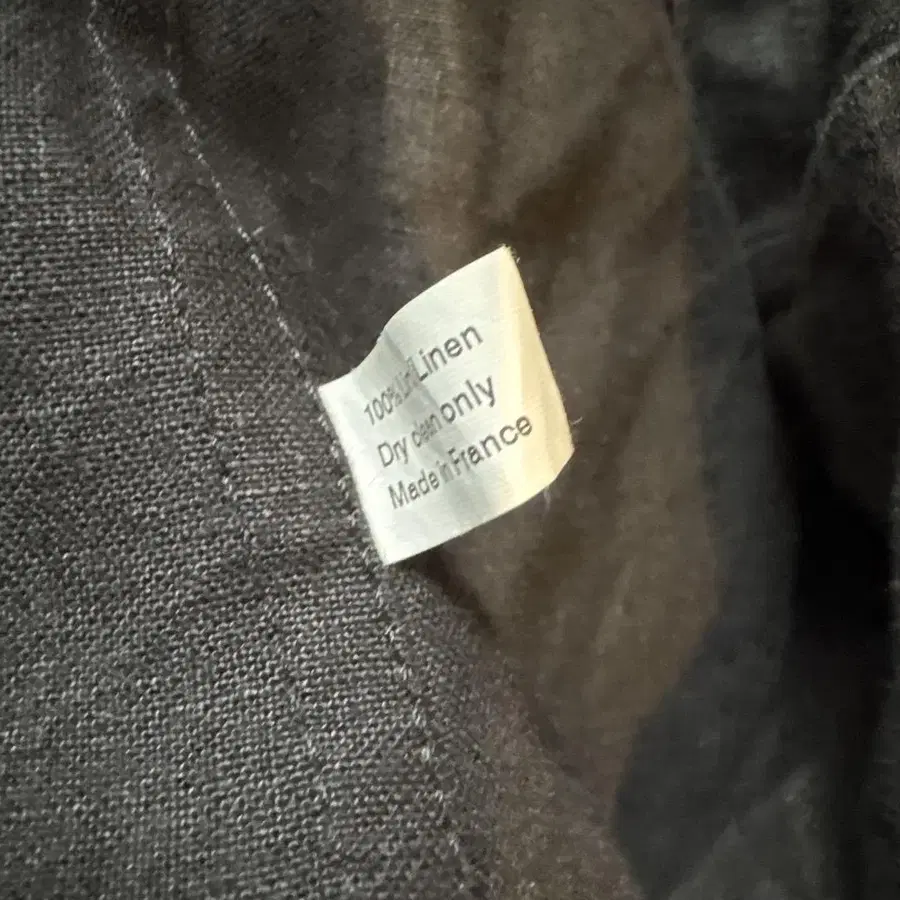 100% Lin/Linen
Dry clean only
Made in France